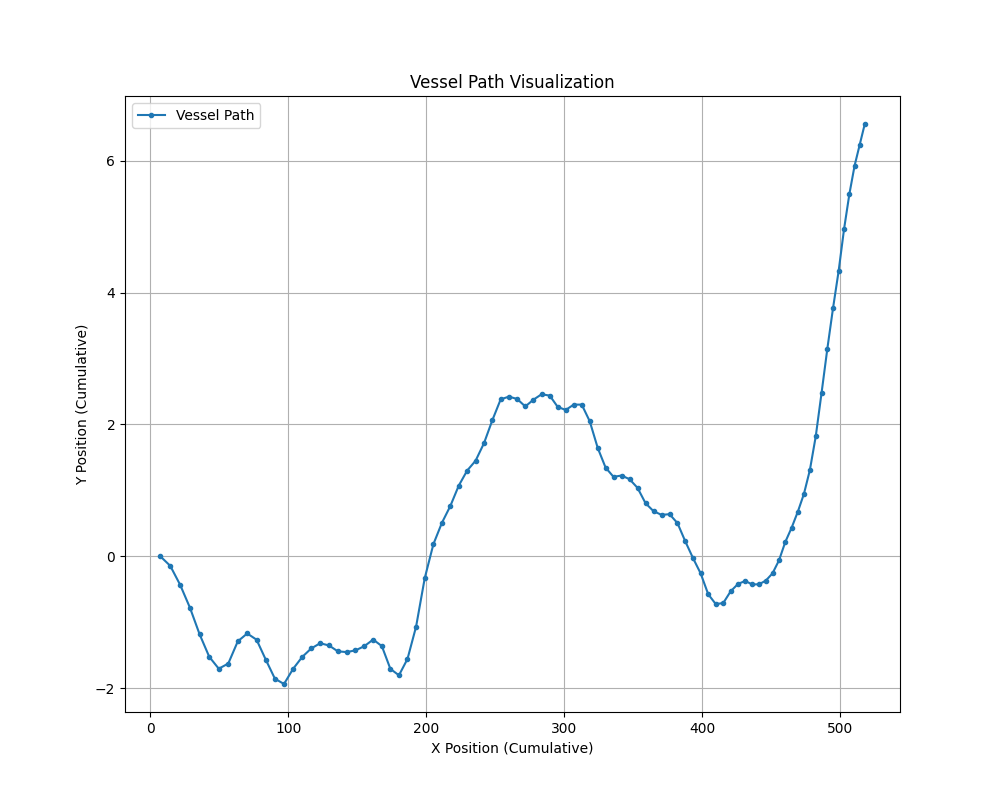 Vessel Path Visualization
Vessel Path
Y Position (Cumulative)
6
4
2
0
−2
0 100 200 300 400 500
X Position (Cumulative)